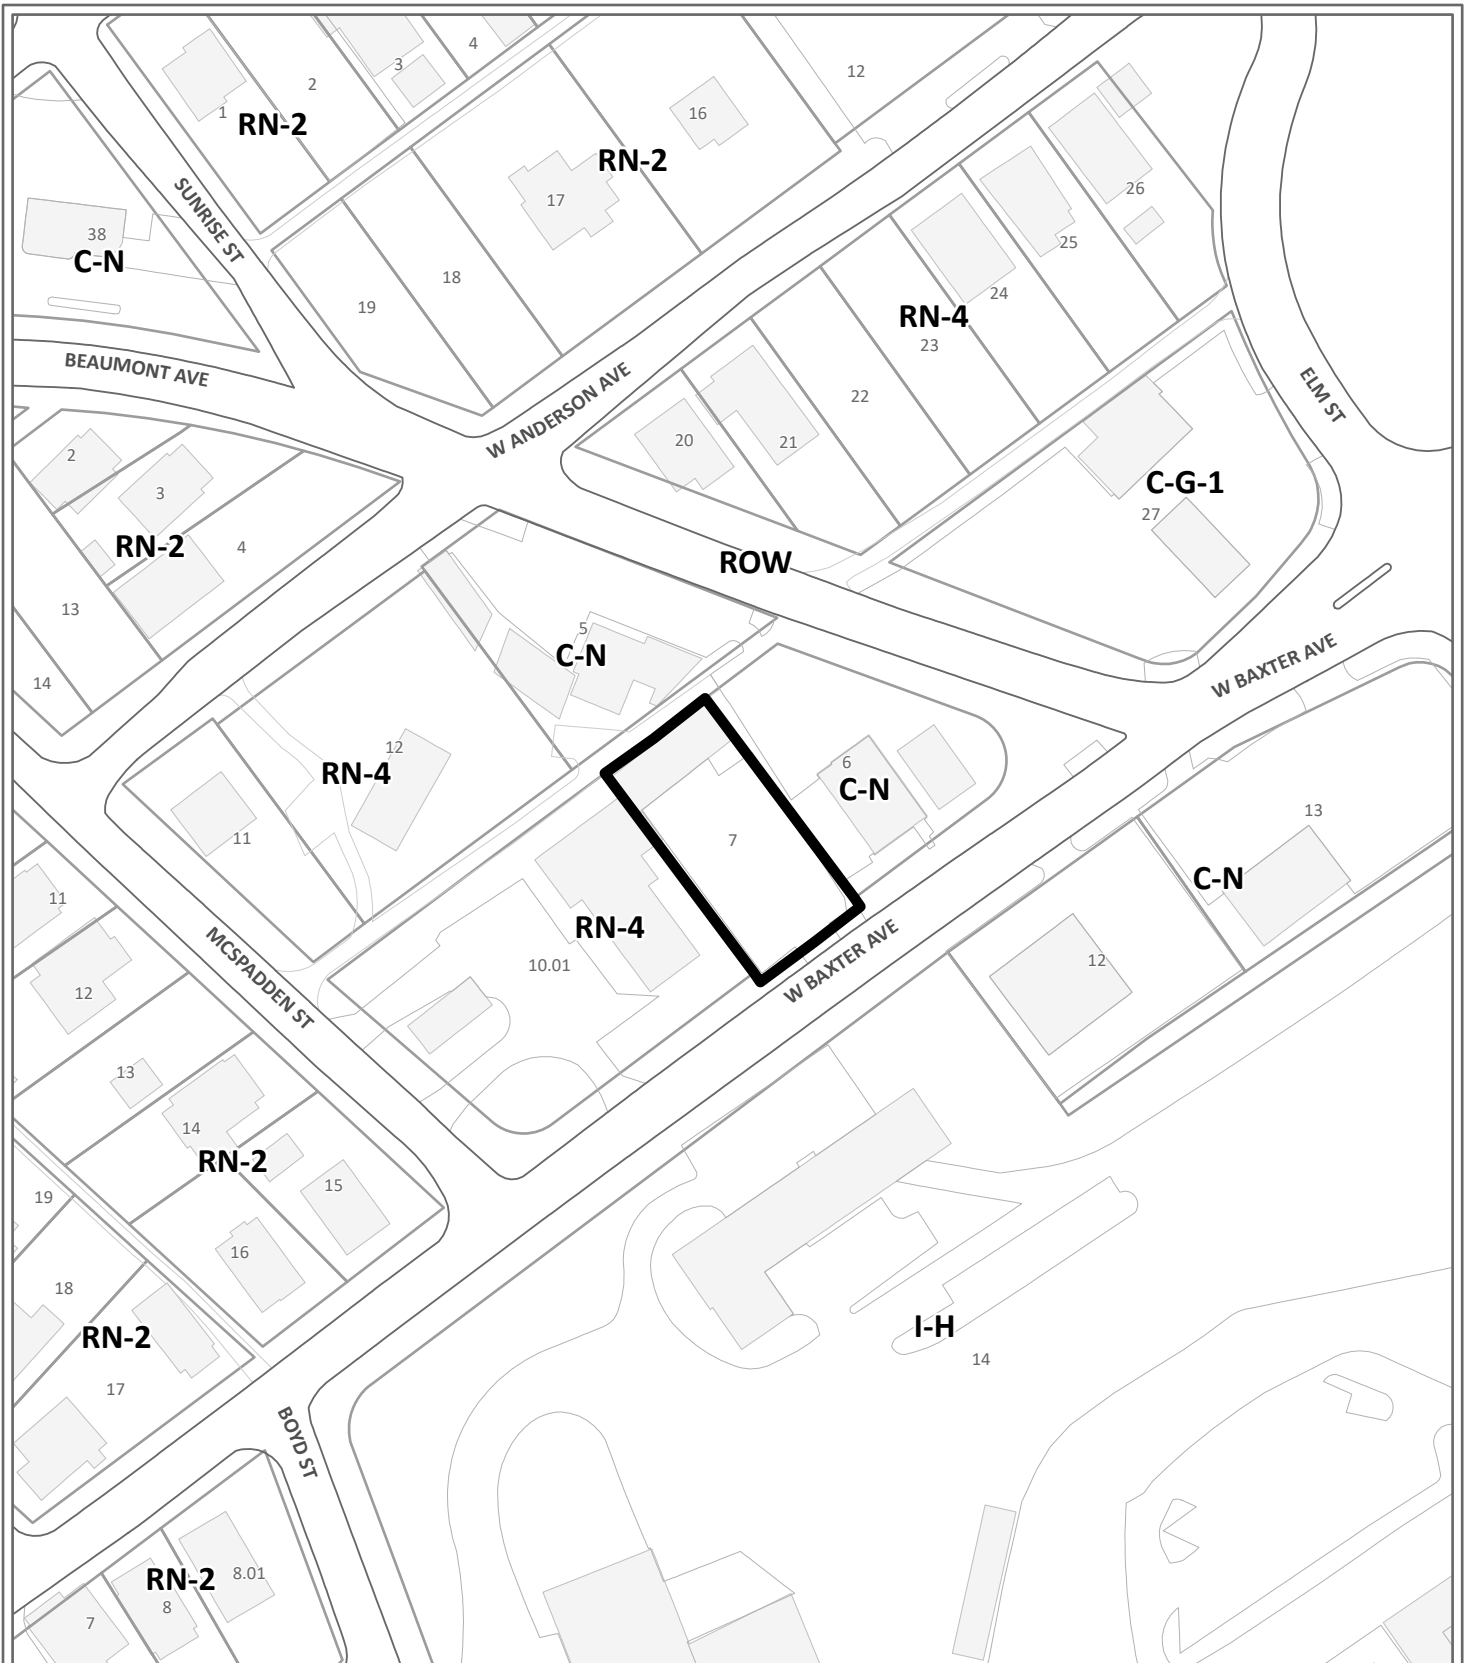 4
3
12
2
1
RN-2
16
RN-2
17
26
SUNRISE ST
38
C-N
25
18
24
19
RN-4
23
BEAUMONT AVE
ELM ST
22
W ANDERSON AVE
20
21
2
C-G-1
3
27
RN-2
4
ROW
13
5
C-N
W BAXTER AVE
14
12
RN-4
6
C-N
11
7
13
11
C-N
RN-4
MCSPADDEN ST
10.01
W BAXTER AVE
12
12
13
14
RN-2
15
19
16
18
RN-2
I-H
14
17
BOYD ST
RN-2
8.01
8
7